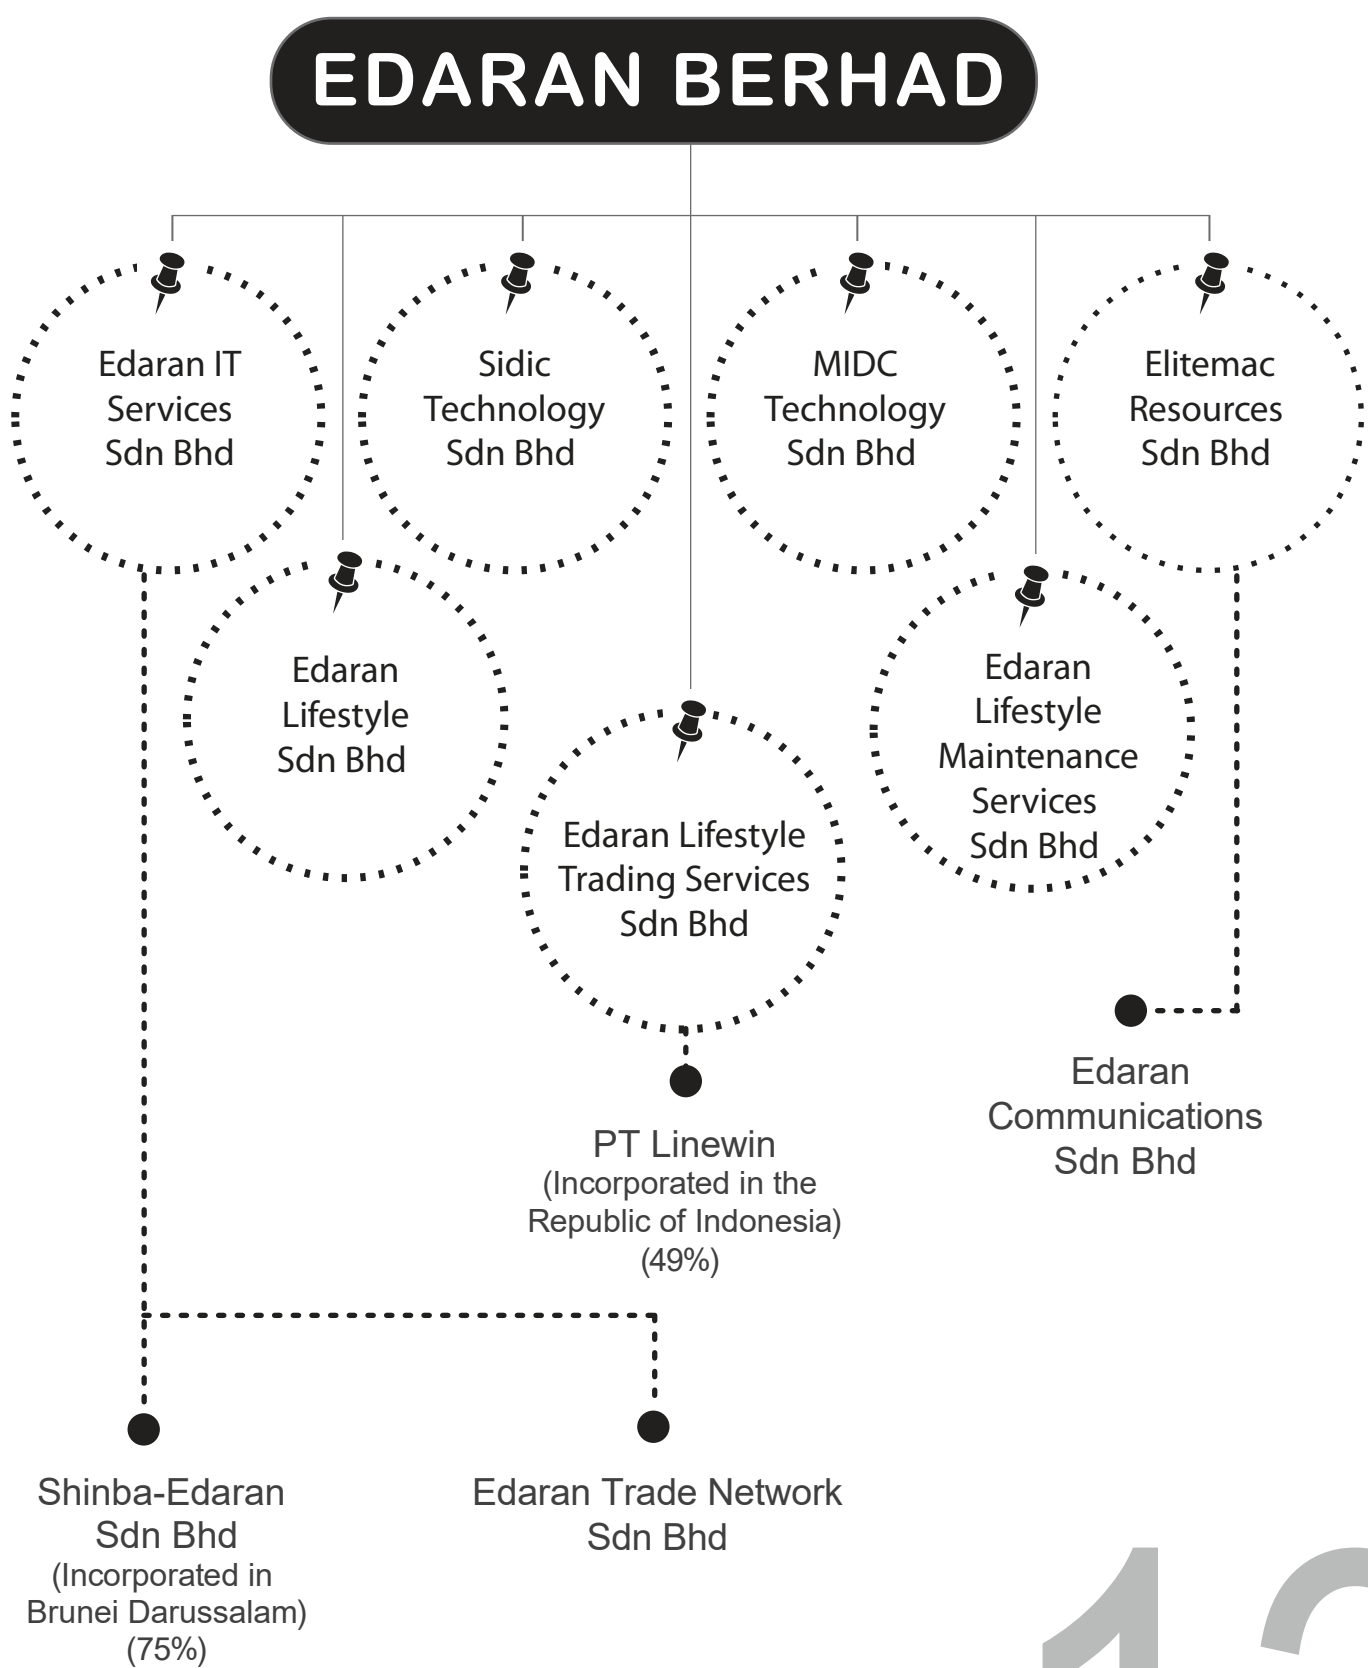 EDARAN BERHAD
Edaran IT
Services
Sdn Bhd
Sidic
Technology
Sdn Bhd
MIDC
Technology
Sdn Bhd
Elitemac
Resources
Sdn Bhd
Edaran
Lifestyle
Sdn Bhd
Edaran Lifestyle
Trading Services
Sdn Bhd
Edaran
Lifestyle
Maintenance
Services
Sdn Bhd
Edaran
Communications
Sdn Bhd
PT Linewin
(Incorporated in the
Republic of Indonesia)
(49%)
Shinba-Edaran
Sdn Bhd
(Incorporated in
Brunei Darussalam)
(75%)
Edaran Trade Network
Sdn Bhd